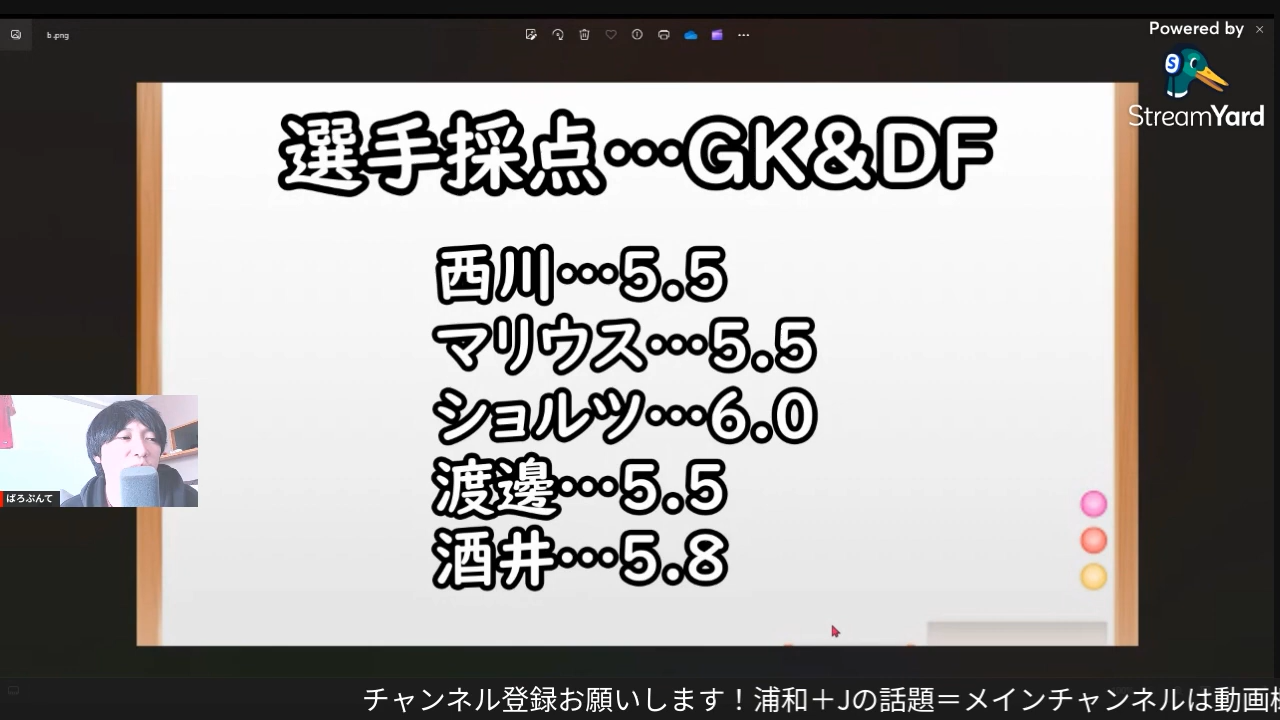 b.png
Powered by
StreamYard
選手採点…GK&DF
西川…5.5
マリウス…5.5
ショルツ…6.0
渡邊…5.5
酒井…5.8
ぱろぷんて
チャンネル登録お願いします！浦和＋Jの話題＝メインチャンネルは動画